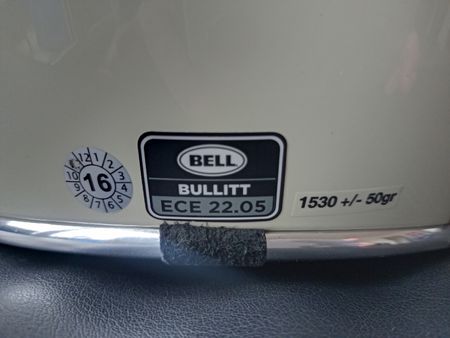 12 1 2 3 4 5 6 7 8 9 10
16
BELL
BULLITT
ECE 22.05
1530 +/- 50gr